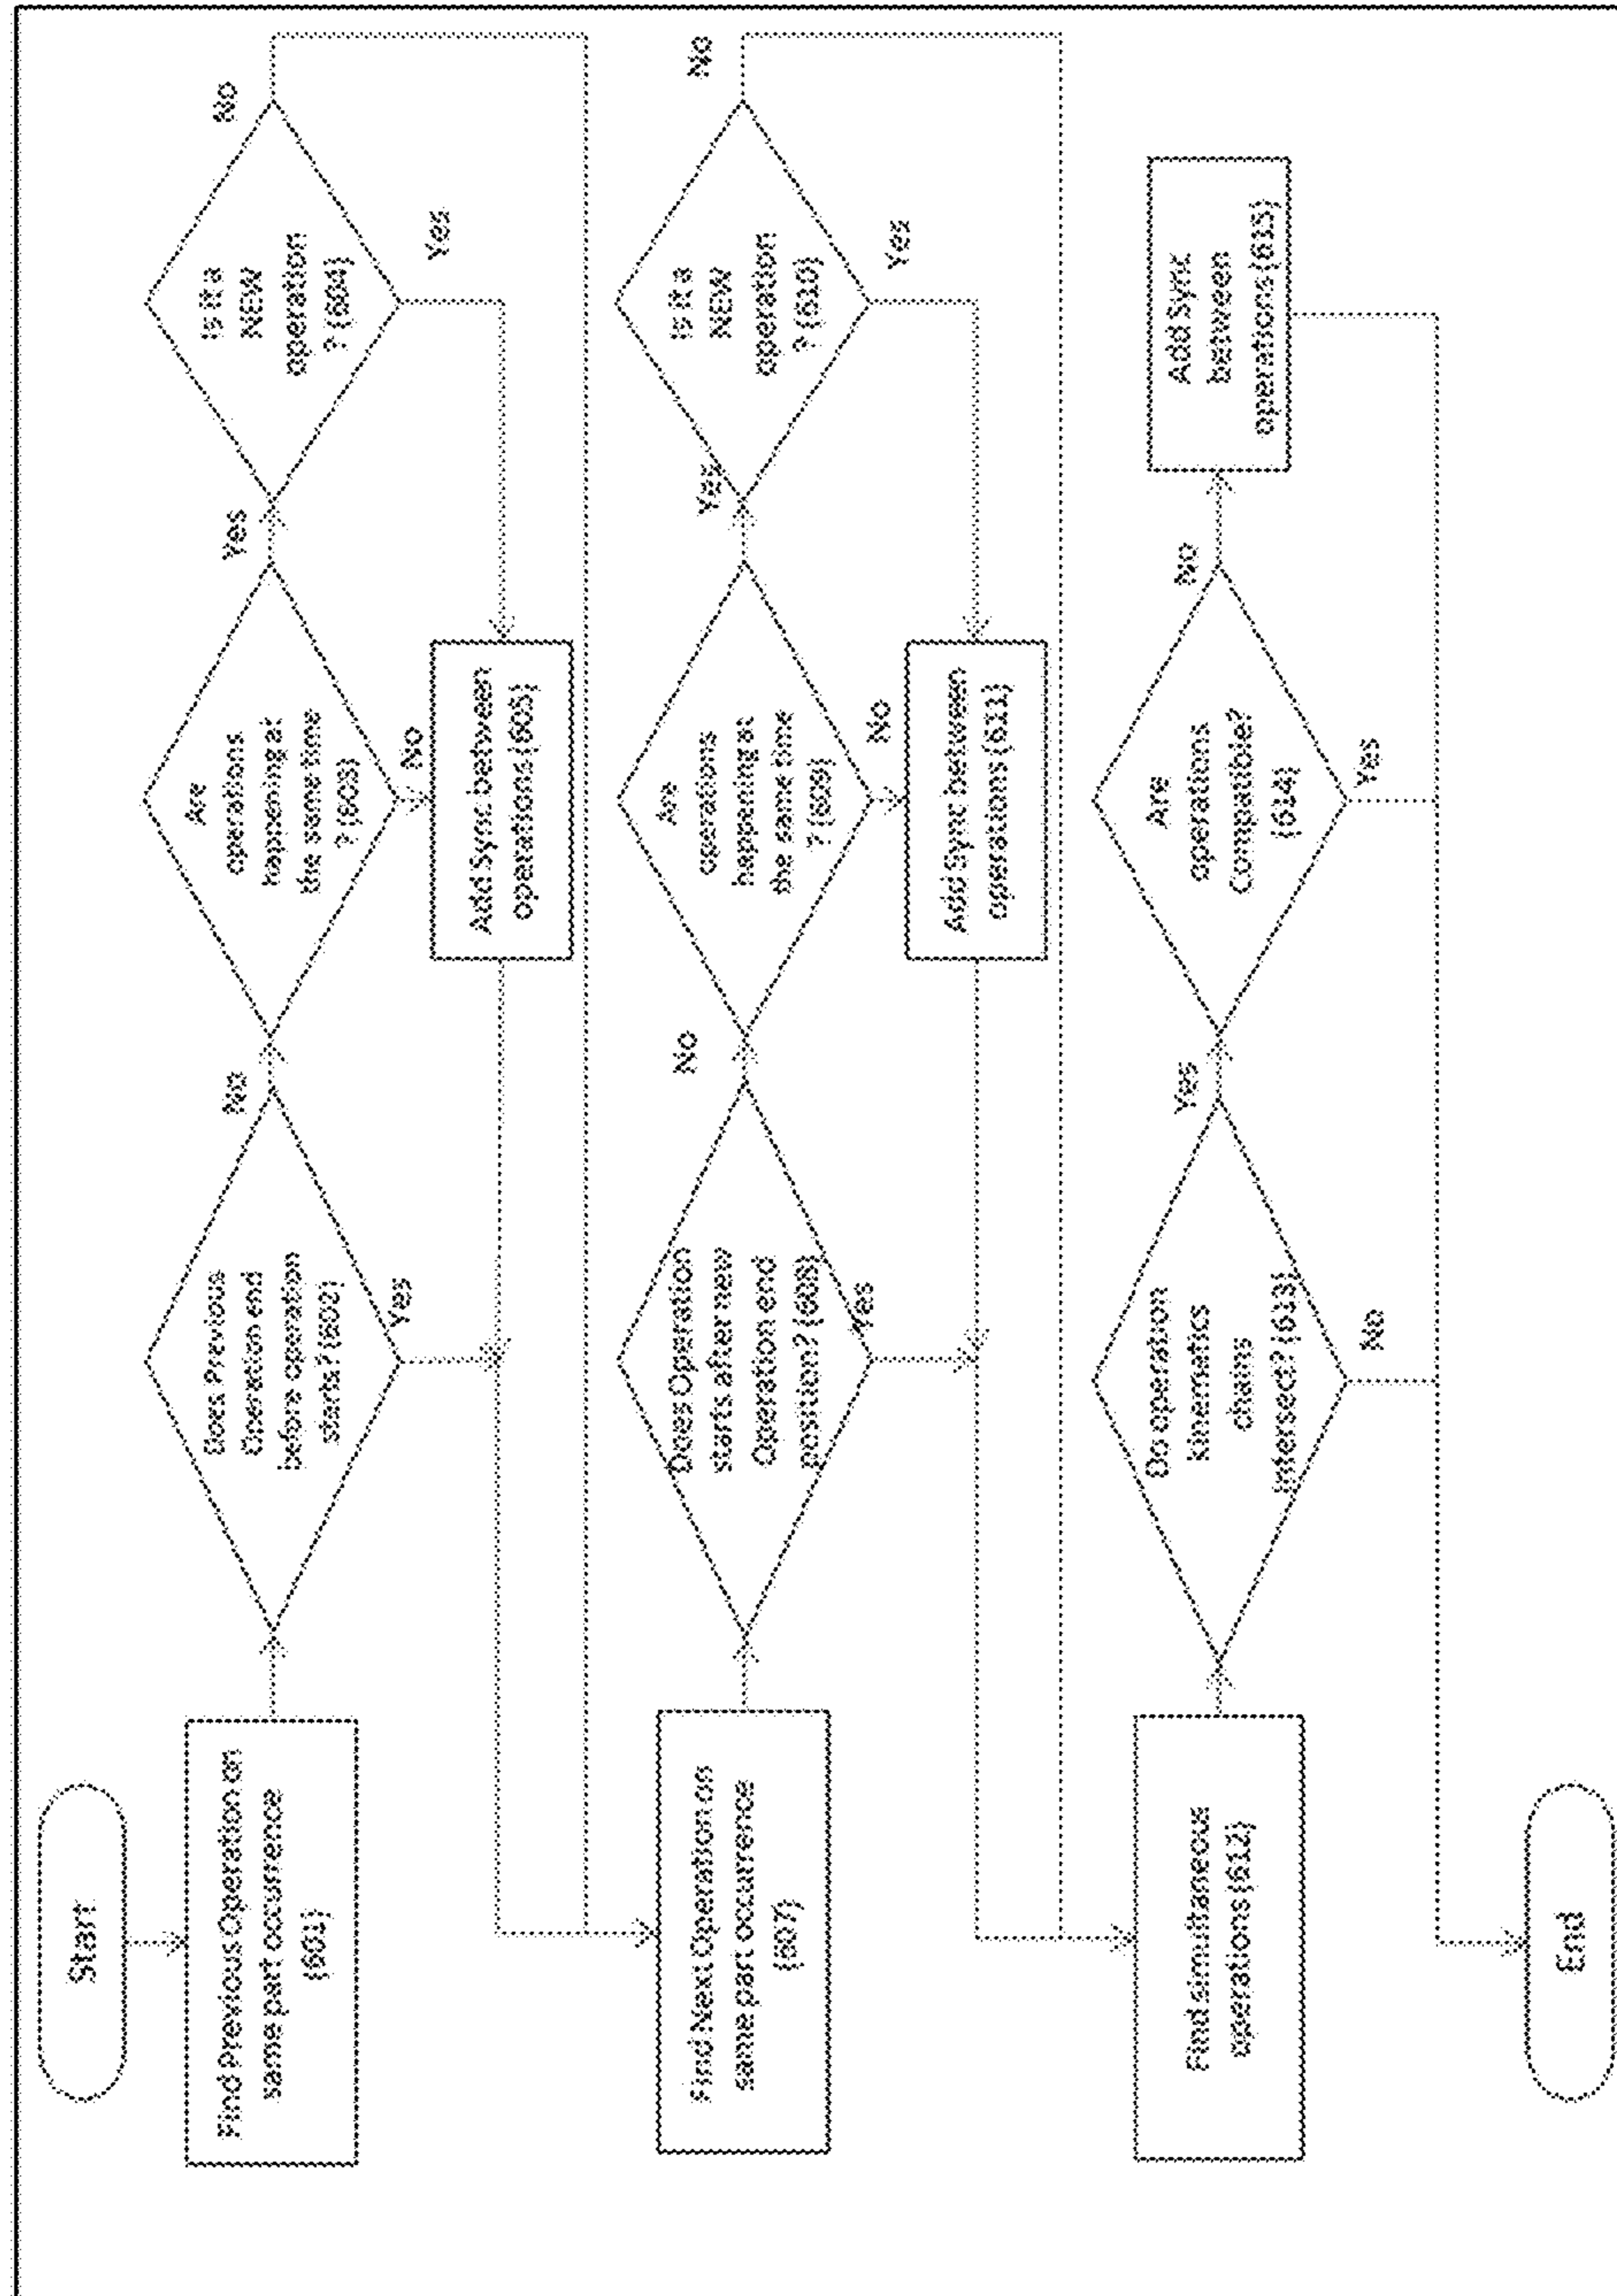 Start
Find Previous Operation on
same part occurrence
(601)
Does Previous
Operation end
before operation
starts? (602)
No
Yes
Are
operations
happening at
the same time
? (603)
Yes
No
Is it a
NEW
operation
? (604)
No
Yes
Add Sync between
operations (605)
Find Next Operation on
same part occurrence
(607)
Does Operation
starts after new
Operation end
position? (608)
No
Yes
Are
operations
happening at
the same time
? (609)
Yes
No
Is it a
NEW
operation
? (610)
No
Yes
Add Sync between
operations (611)
Find simultaneous
operations (612)
Do operation
kinematics
chains
intersect? (613)
Yes
No
Are
operations
Compatible?
(614)
No
Yes
Add Sync
between
operations (615)
End